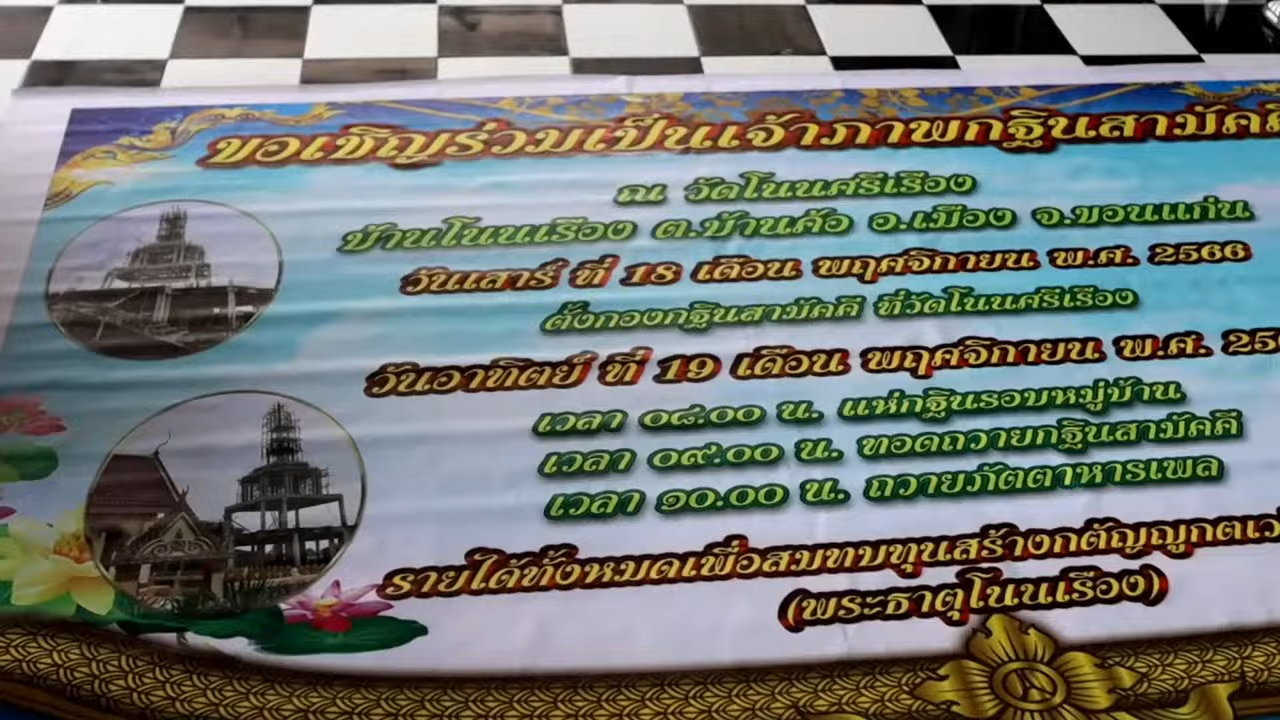 ขอเชิญร่วมเป็นเจ้าภาพกฐินสามัคคี
ณ วัดโนนศรีเรือง
บ้านโนนเรือง ต.บ้านค้อ อ.เมือง จ.ขอนแก่น
วันเสาร์ ที่ 18 เดือน พฤศจิกายน พ.ศ. 2566
ตั้งกองกฐินสามัคคี ที่วัดโนนศรีเรือง
วันอาทิตย์ ที่ 19 เดือน พฤศจิกายน พ.ศ.
เวลา ๐๘.๐๐ น. แห่กฐินรอบหมู่บ้าน
เวลา ๐๙.๐๐ น. ทอดถวายกฐินสามัคคี
เวลา ๑๐.๐๐ น. ถวายภัตตาหารเพล
รายได้ทั้งหมดเพื่อสมทบทุนสร้างกตัญญูกตเว
(พระธาตุโนนเรือง)